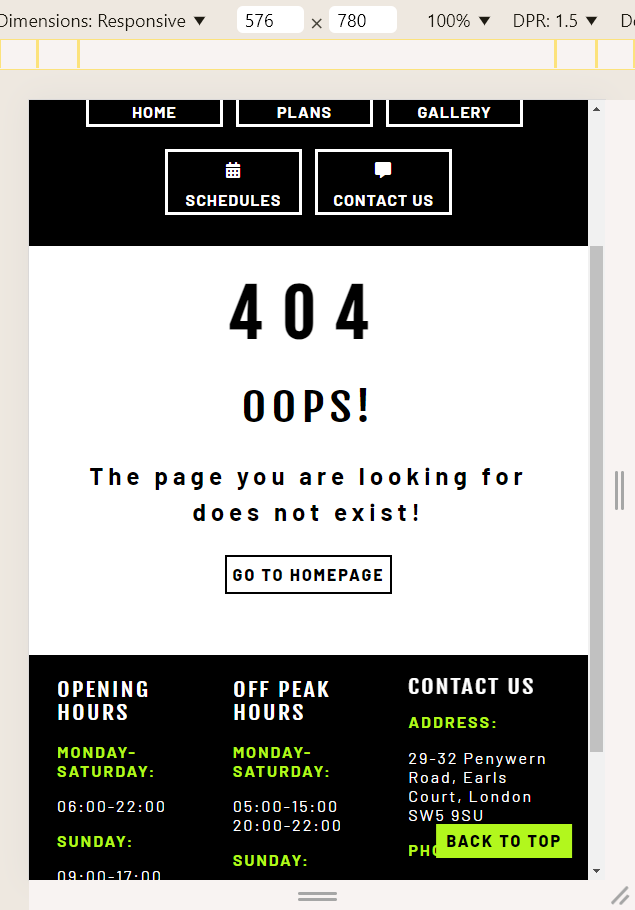 Dimensions: Responsive ▼ 576 × 780 100% ▼ DPR: 1.5 ▼
HOME PLANS GALLERY
SCHEDULES CONTACT US
404
OOPS!
The page you are looking for
does not exist!
GO TO HOMEPAGE
OPENING
HOURS
MONDAY-
SATURDAY:
06:00-22:00
SUNDAY:
09:00-17:00
OFF PEAK
HOURS
MONDAY-
SATURDAY:
05:00-15:00
20:00-22:00
SUNDAY:
CONTACT US
ADDRESS:
29-32 Penywern
Road, Earls
Court, London
SW5 9SU
BACK TO TOP